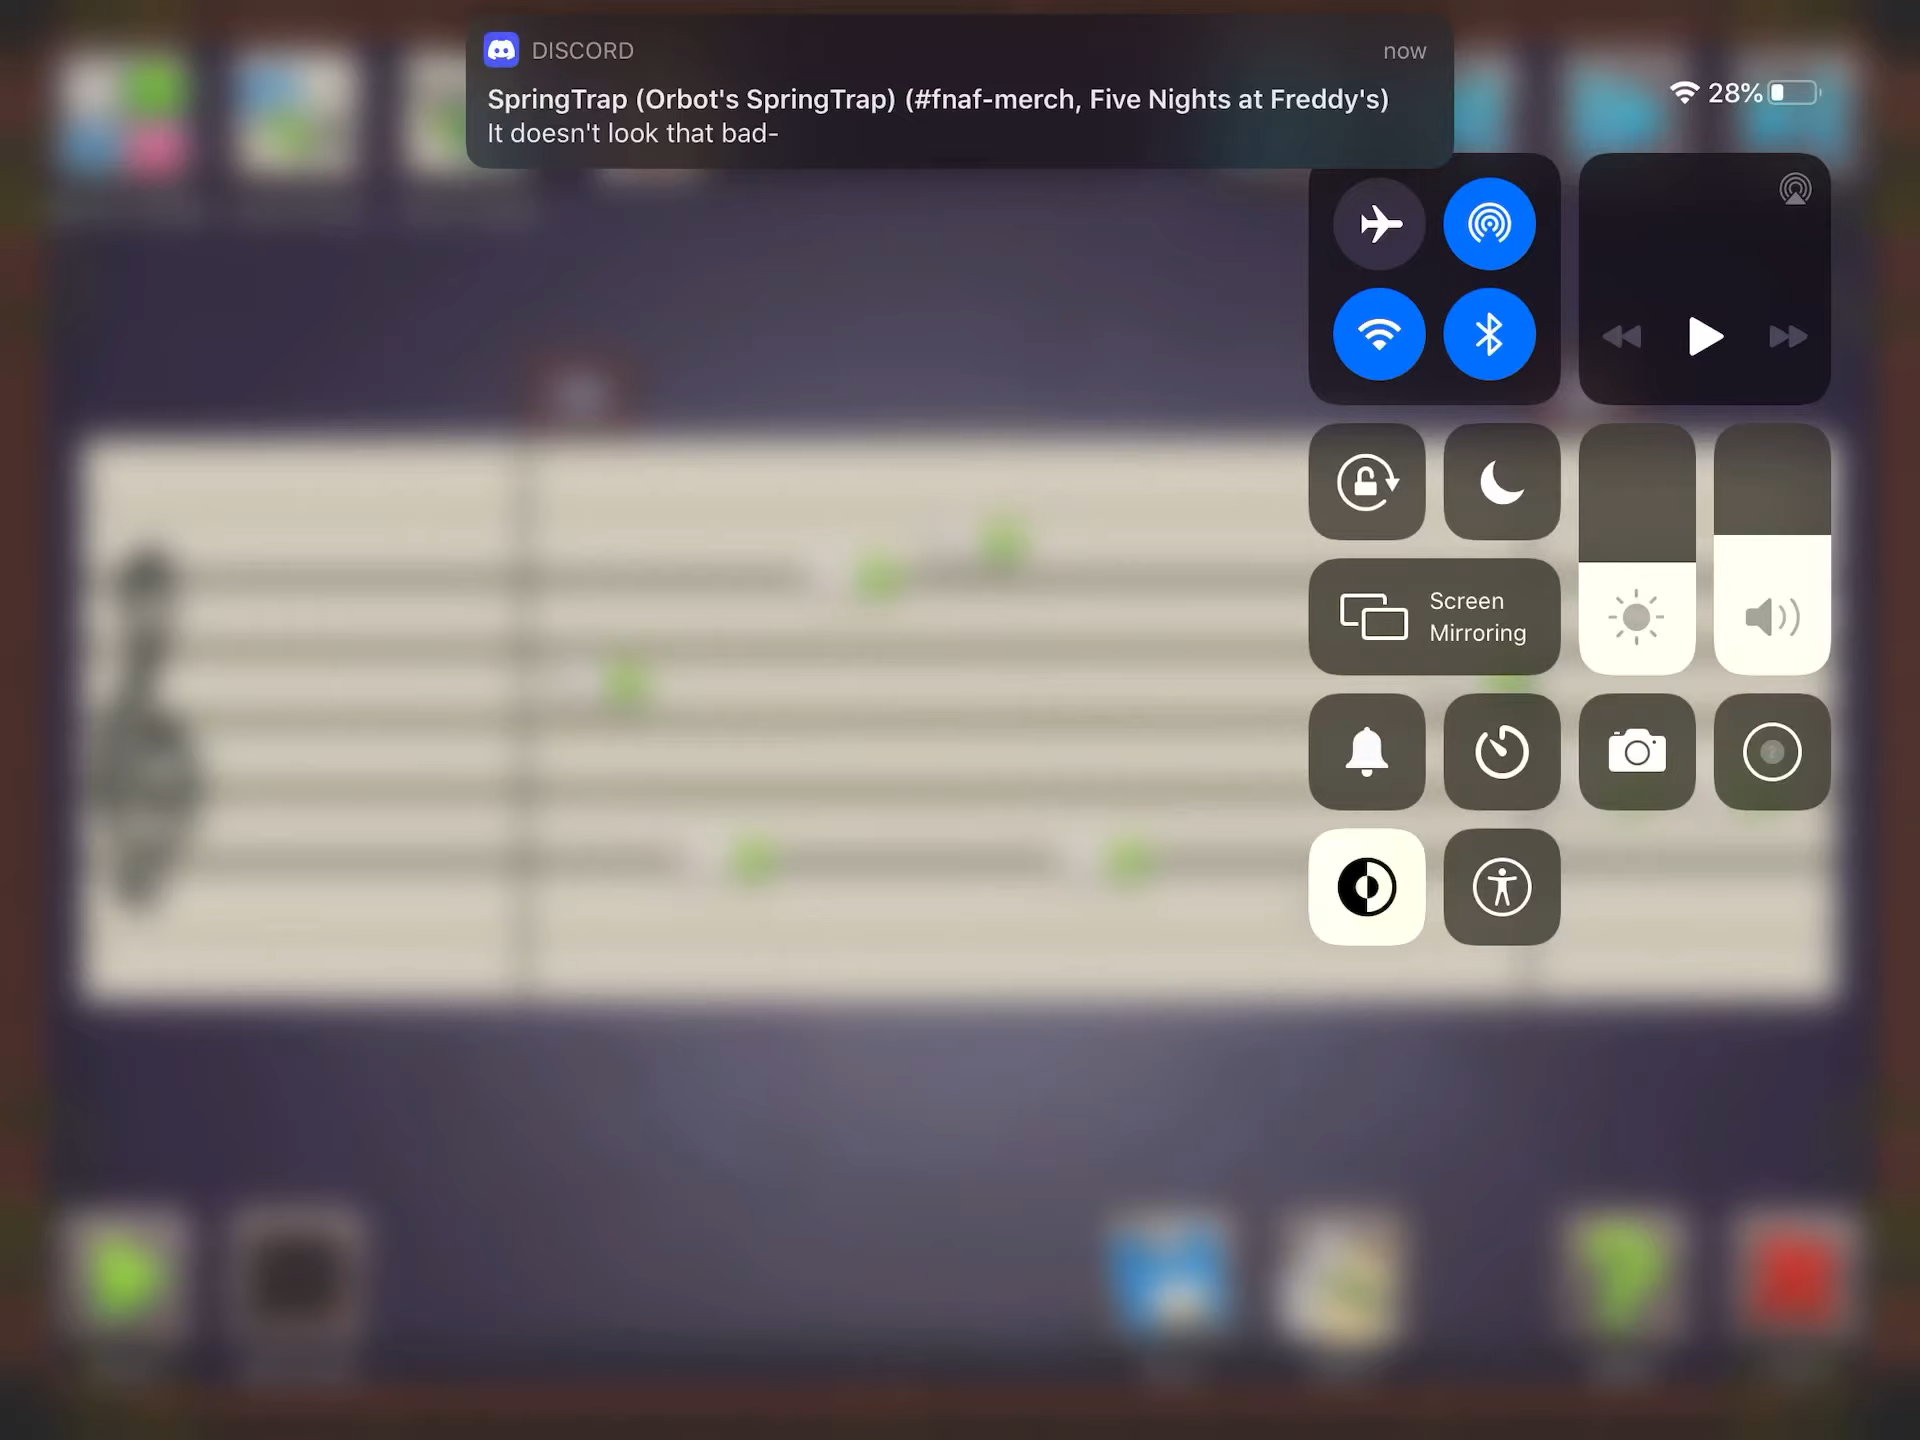 DISCORD now
SpringTrap (Orbot's SpringTrap) (#fnaf-merch, Five Nights at Freddy's)
It doesn't look that bad-
28%
Screen
Mirroring